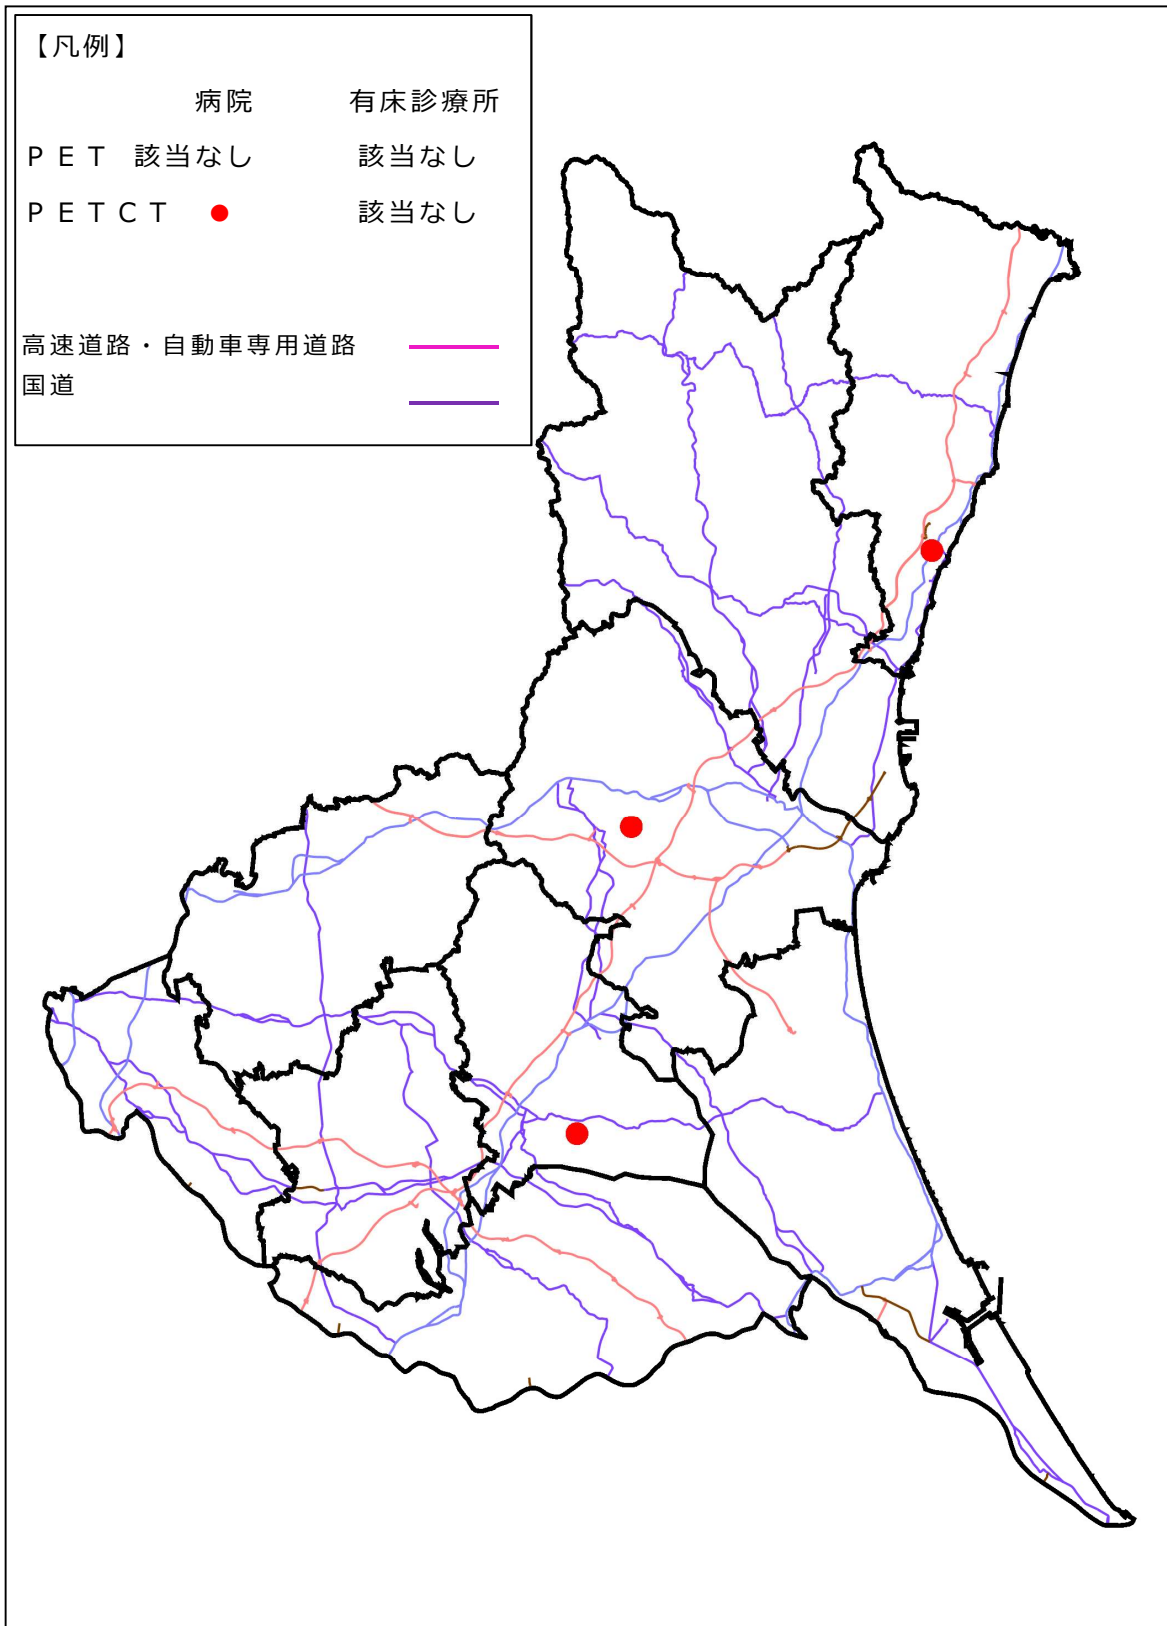 【凡例】
病院 有床診療所
ＰＥＴ 該当なし 該当なし
ＰＥＴＣＴ ● 該当なし
高速道路・自動車専用道路
国道